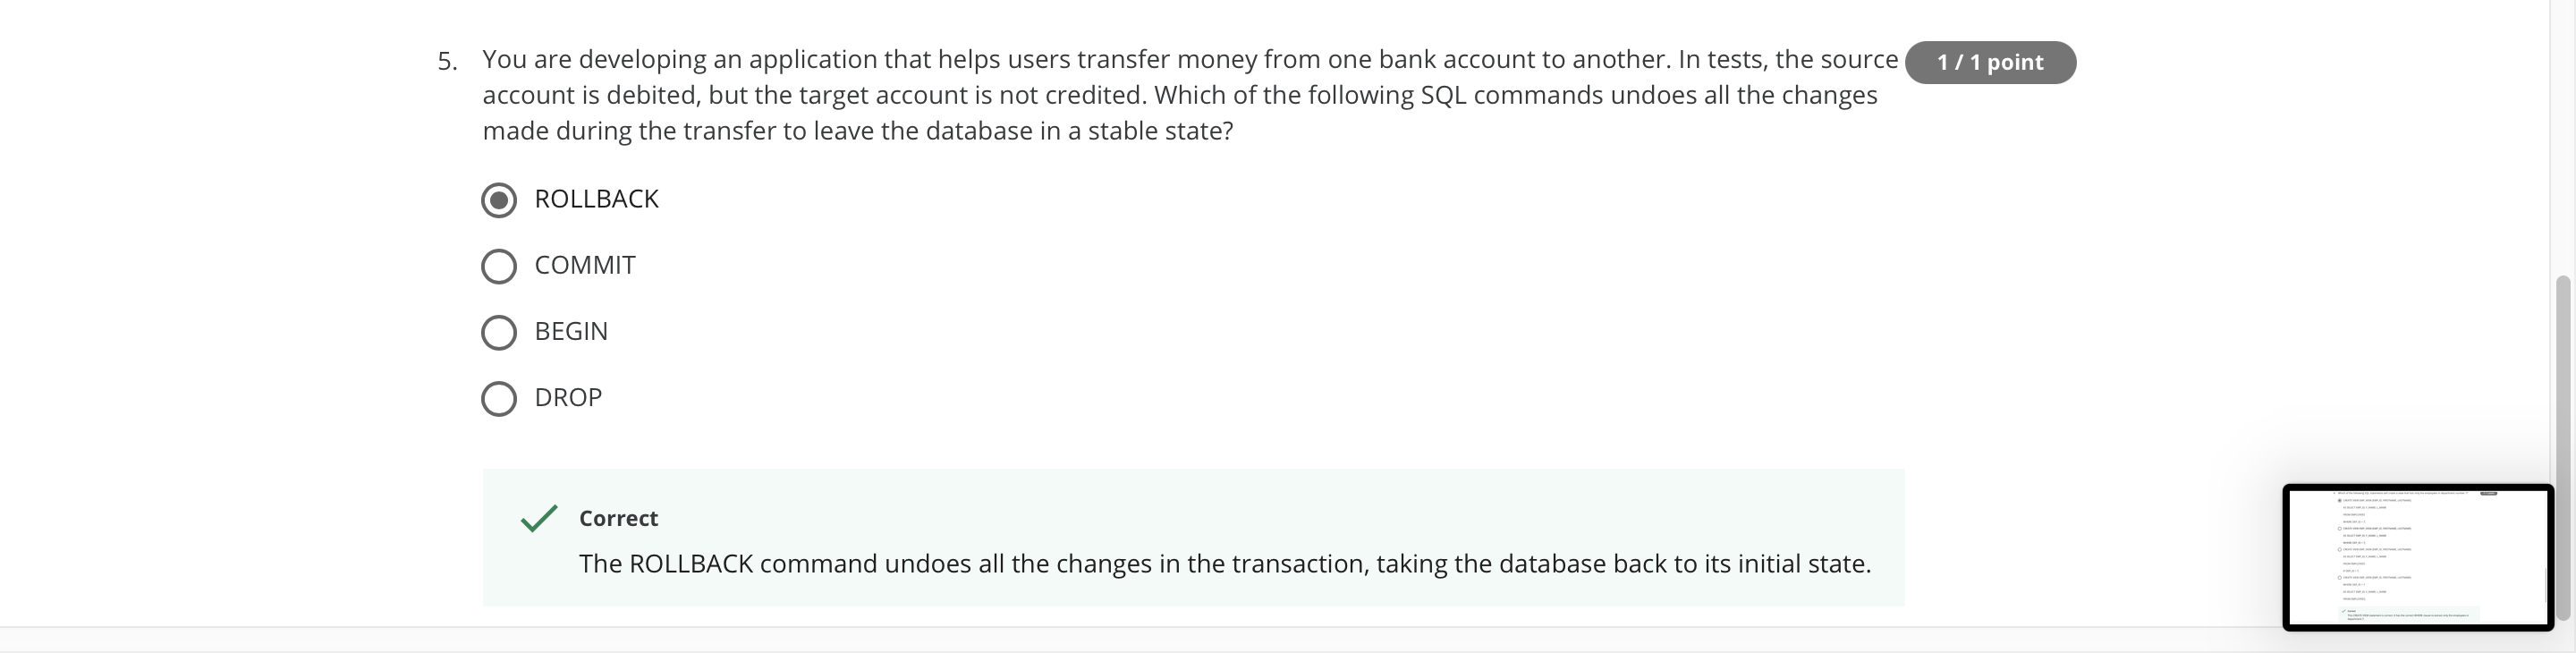 5. You are developing an application that helps users transfer money from one bank account to another. In tests, the source 1 / 1 point
account is debited, but the target account is not credited. Which of the following SQL commands undoes all the changes
made during the transfer to leave the database in a stable state?
ROLLBACK
COMMIT
BEGIN
DROP
Correct
The ROLLBACK command undoes all the changes in the transaction, taking the database back to its initial state.